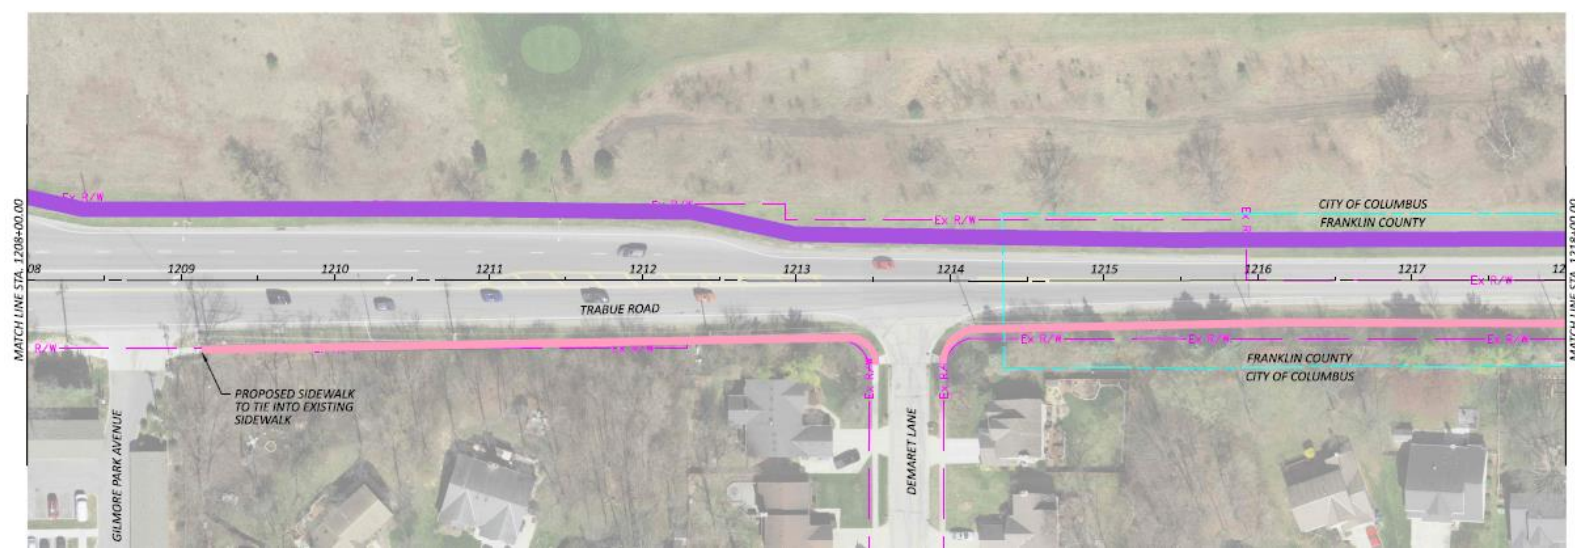 MATCH LINE STA. 1208+00.00
Ex R/W
Ex R/W
Ex R/W
Ex R/W
CITY OF COLUMBUS
FRANKLIN COUNTY
MATCH LINE STA. 1218+00.00
08 1209 1210 1211 1212 1213 1214 1215 1216 1217 12
Ex R/W
TRABUE ROAD
R/W
Ex R/W
Ex R/W
Ex R/W
Ex R/W
FRANKLIN COUNTY
CITY OF COLUMBUS
Ex R/W
Ex R/
PROPOSED SIDEWALK
TO TIE INTO EXISTING
SIDEWALK
GILMORE PARK AVENUE
DEMARET LANE